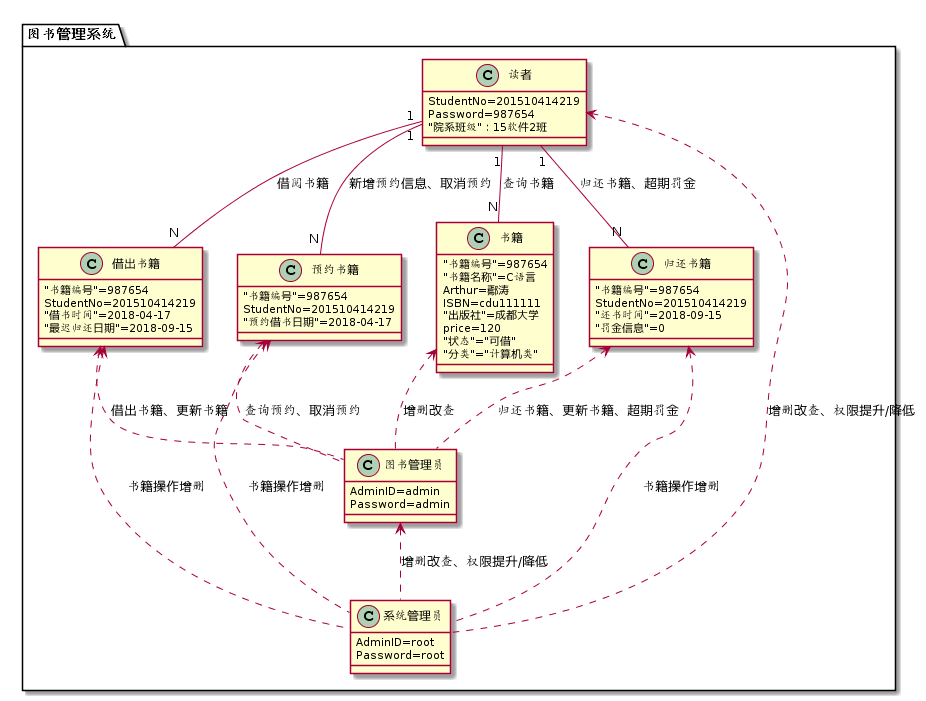 图书管理系统
C 读者
StudentNo=201510414219
Password=987654
"院系班级" : 15软件2班
1
1
1
1
借阅书籍
新增预约信息、取消预约
查询书籍
归还书籍、超期罚金
N
N
N
N
C 借出书籍
"书籍编号"=987654
StudentNo=201510414219
"借书时间"=2018-04-17
"最迟归还日期"=2018-09-15
C 预约书籍
"书籍编号"=987654
StudentNo=201510414219
"预约借书日期"=2018-04-17
C 书籍
"书籍编号"=987654
"书籍名称"=C语言
Arthur=鄢涛
ISBN=cdu111111
"出版社"=成都大学
price=120
"状态"="可借"
"分类"="计算机类"
C 归还书籍
"书籍编号"=987654
StudentNo=201510414219
"还书时间"=2018-09-15
"罚金信息"=0
借出书籍、更新书籍
查询预约、取消预约
增删改查
归还书籍、更新书籍、超期罚金
增删改查、权限提升/降低
C 图书管理员
AdminID=admin
Password=admin
书籍操作增删
书籍操作增删
书籍操作增删
增删改查、权限提升/降低
C 系统管理员
AdminID=root
Password=root